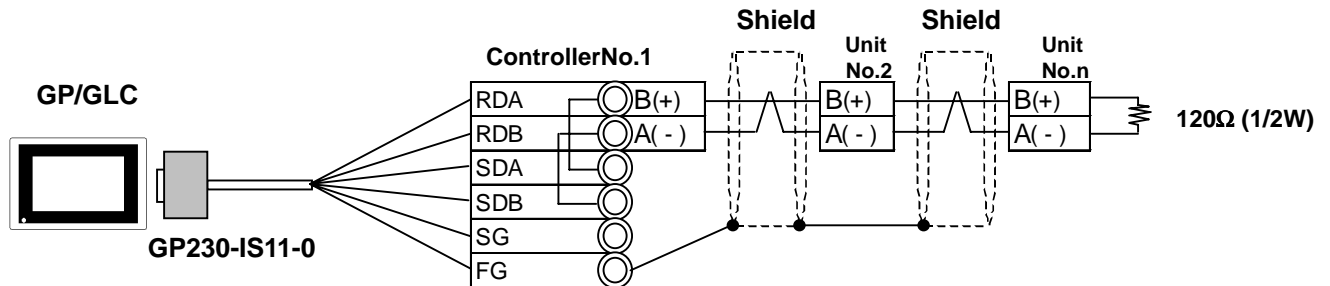 Shield
Shield
ControllerNo.1
Unit
No.2
Unit
No.n
GP/GLC
RDA
B(+)
B(+)
B(+)
RDB
A( - )
A( - )
A( - )
120Ω (1/2W)
SDA
SDB
SG
FG
GP230-IS11-0